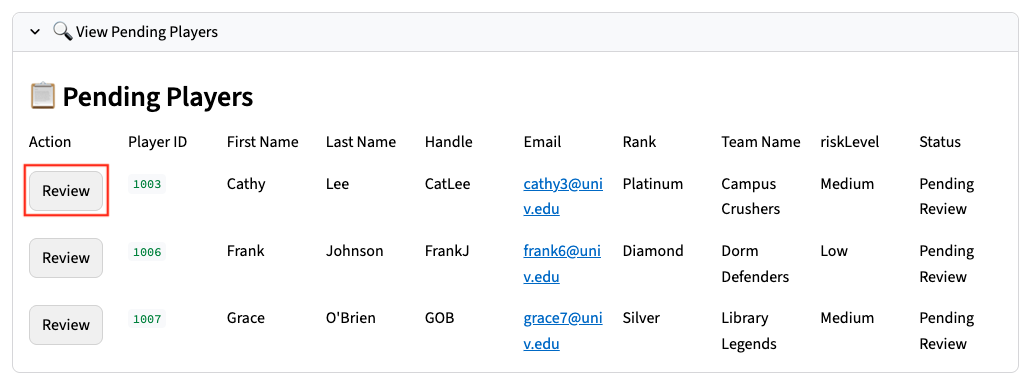 View Pending Players
Pending Players
Action Player ID First Name Last Name Handle Email Rank Team Name riskLevel Status
Review 1003 Cathy Lee CatLee cathy3@uni Platinum Campus Medium Pending
v.edu Crushers Review
Review 1006 Frank Johnson FrankJ frank6@uni Diamond Dorm Low Pending
v.edu Defenders Review
Review 1007 Grace O'Brien GOB grace7@uni Silver Library Medium Pending
v.edu Legends Review